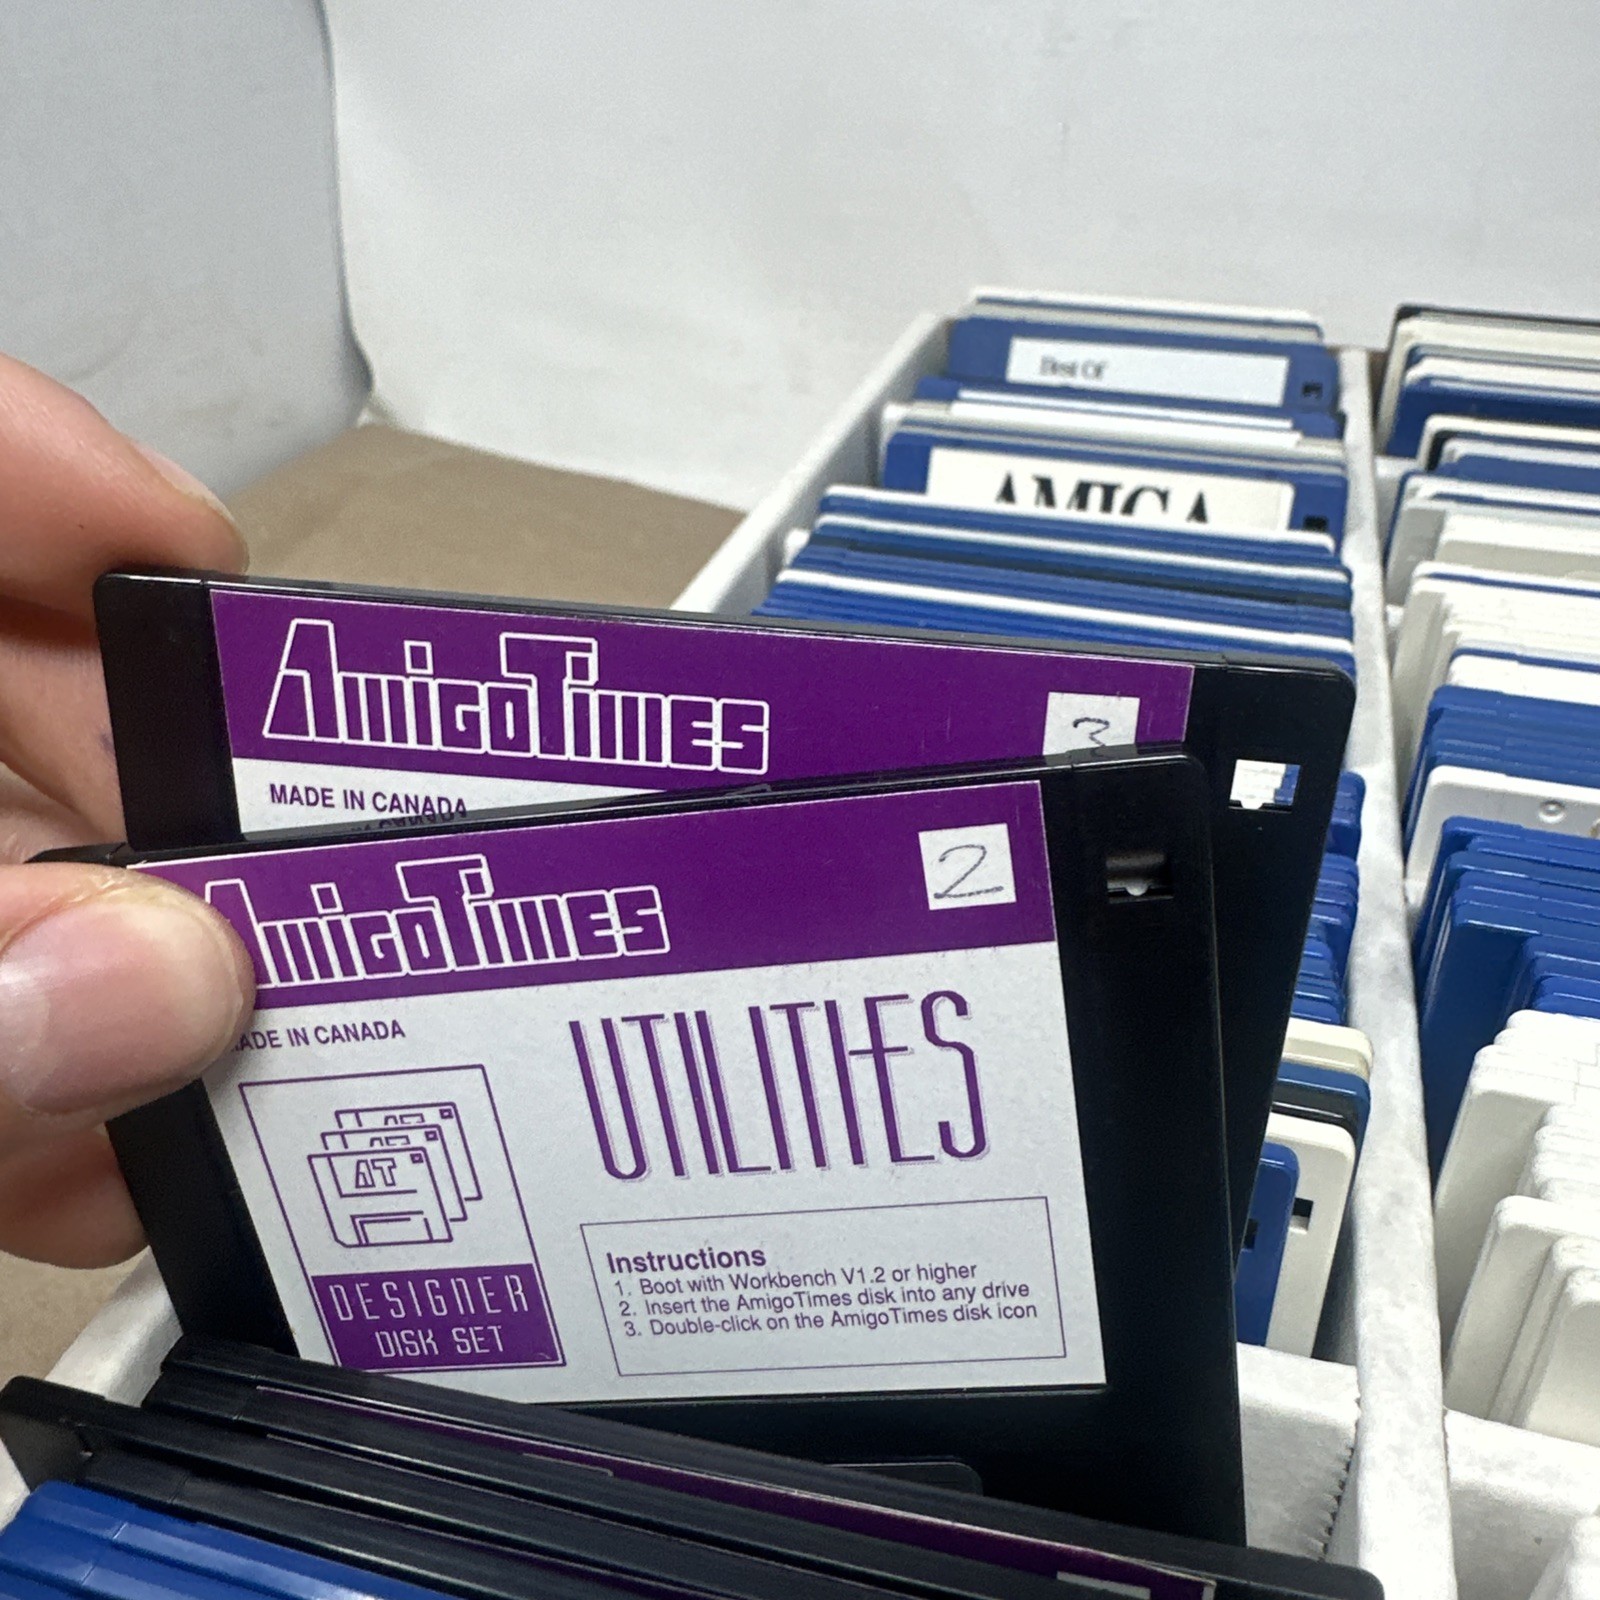 Best Of
AMIGA
AmigoTimes
3
MADE IN CANADA
AmigoTimes
2
MADE IN CANADA
UTILITIES
AT
DESIGNER
DISK SET
Instructions
1. Boot with Workbench V1.2 or higher
2. Insert the AmigoTimes disk into any drive
3. Double-click on the AmigoTimes disk icon